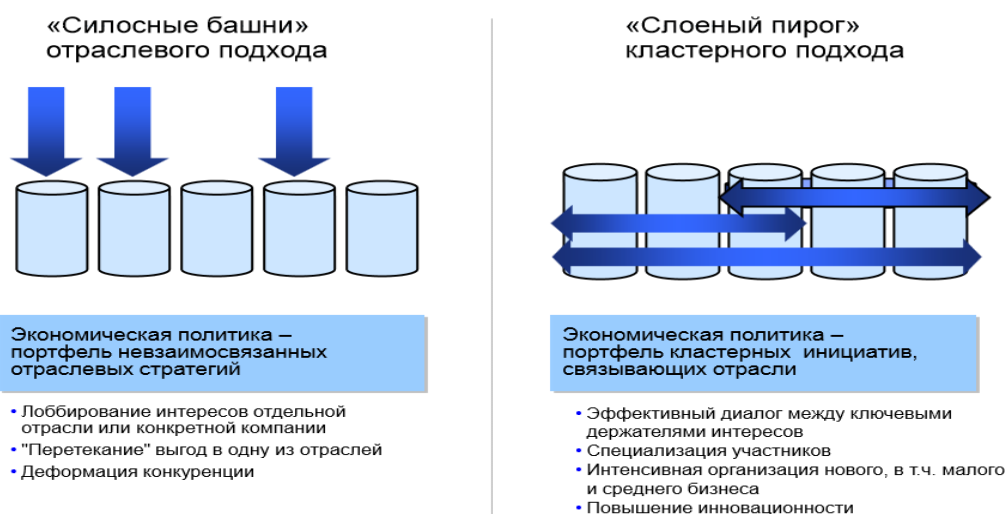 «Силосные башни»
отраслевого подхода
Экономическая политика –
портфель невзаимосвязанных
отраслевых стратегий
• Лоббирование интересов отдельной
отрасли или конкретной компании
• "Перетекание" выгод в одну из отраслей
• Деформация конкуренции
«Слоеный пирог»
кластерного подхода
Экономическая политика –
портфель кластерных инициатив,
связывающих отрасли
• Эффективный диалог между ключевыми
держателями интересов
• Специализация участников
• Интенсивная организация нового, в т.ч. малого
и среднего бизнеса
• Повышение инновационности